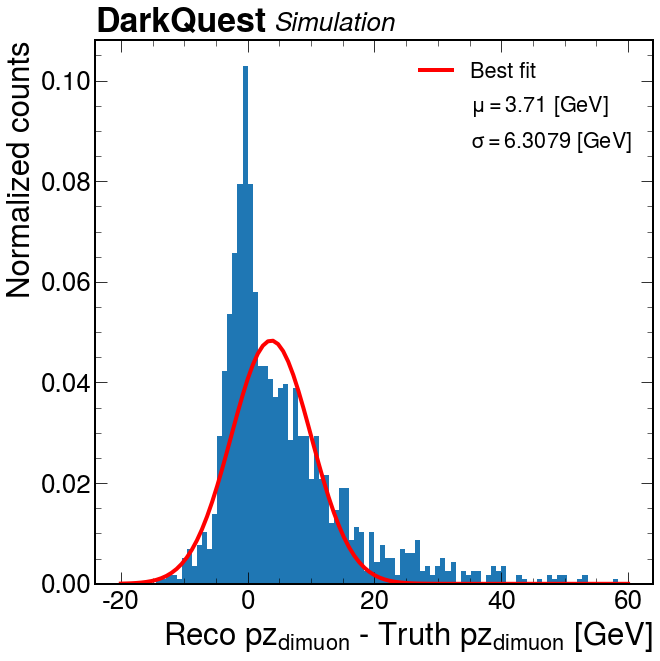 DarkQuest Simulation
Normalized counts
0.10
0.08
0.06
0.04
0.02
0.00
Best fit
μ = 3.71 [GeV]
σ = 6.3079 [GeV]
-20 0 20 40 60
Reco pz_dimuon - Truth pz_dimuon [GeV]